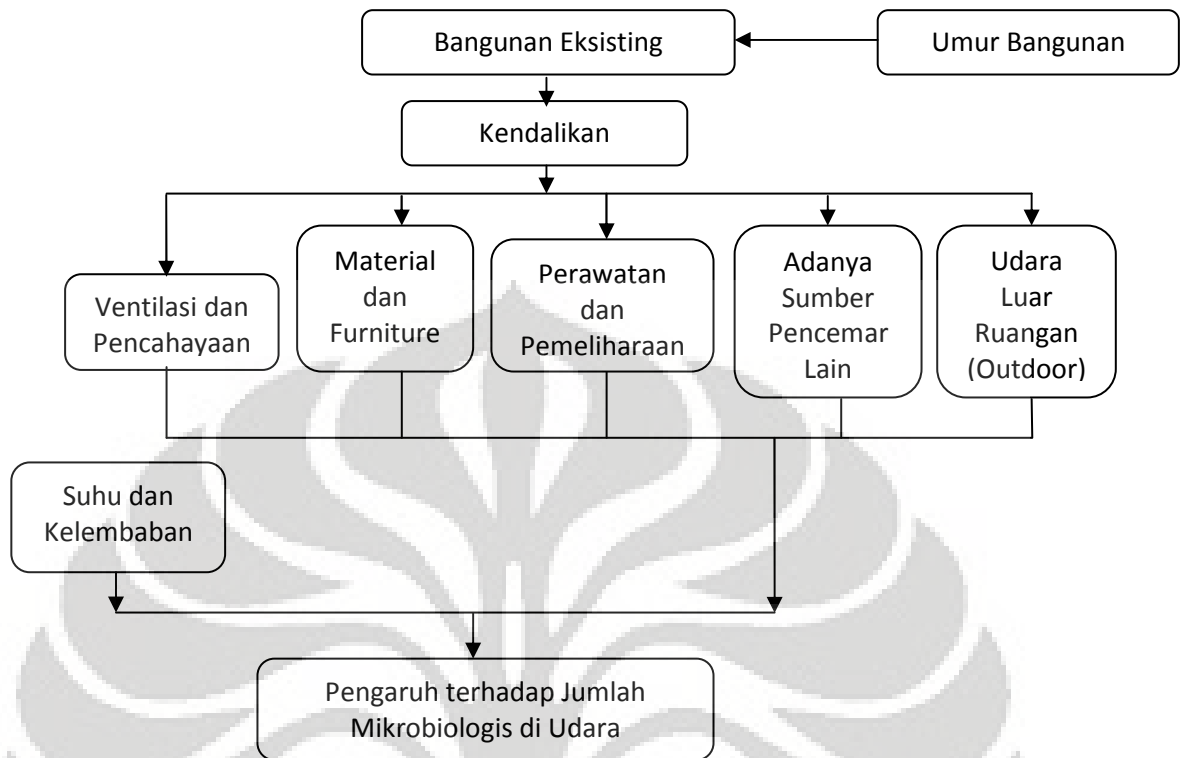 Bangunan Eksisting
Umur Bangunan
Kendalikan
Ventilasi dan
Pencahayaan
Material
dan
Furniture
Perawatan
dan
Pemeliharaan
Adanya
Sumber
Pencemar
Lain
Udara
Luar
Ruangan
(Outdoor)
Suhu dan
Kelembaban
Pengaruh terhadap Jumlah
Mikrobiologis di Udara